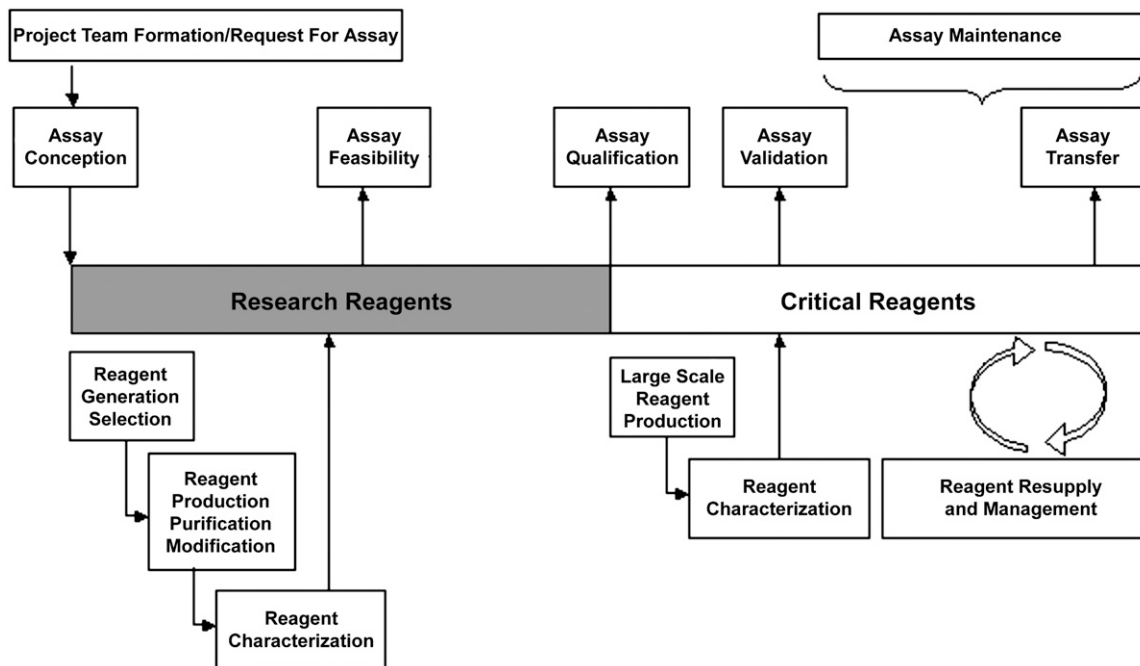 Project Team Formation/Request For Assay
Assay Maintenance
Assay
Conception
Assay
Feasibility
Assay
Qualification
Assay
Validation
Assay
Transfer
Research Reagents
Critical Reagents
Reagent
Generation
Selection
Reagent
Production
Purification
Modification
Reagent
Characterization
Large Scale
Reagent
Production
Reagent
Characterization
Reagent Resupply
and Management